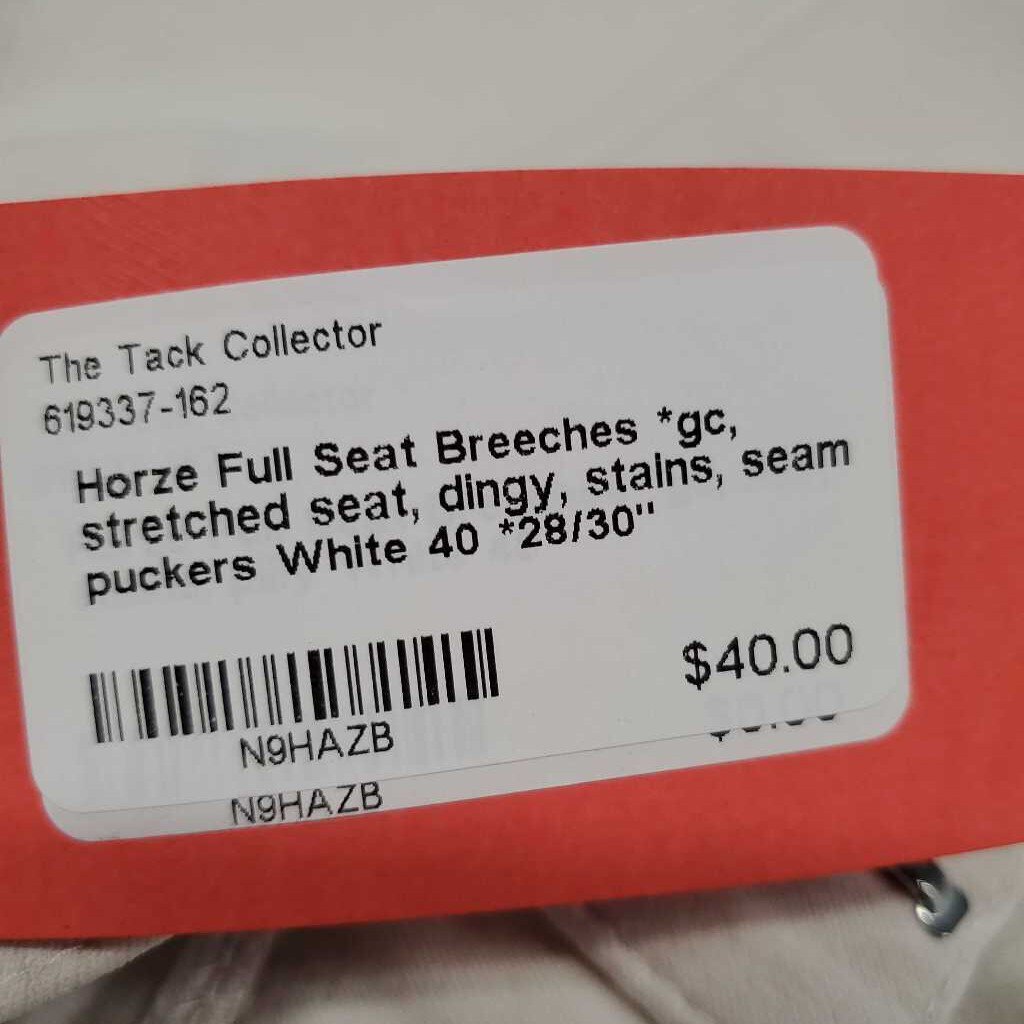 The Tack Collector
619337-162
Horze Full Seat Breeches *gc,
stretched seat, dingy, stains, seam
puckers White 40 *28/30"
$40.00
N9HAZB
N9HAZB